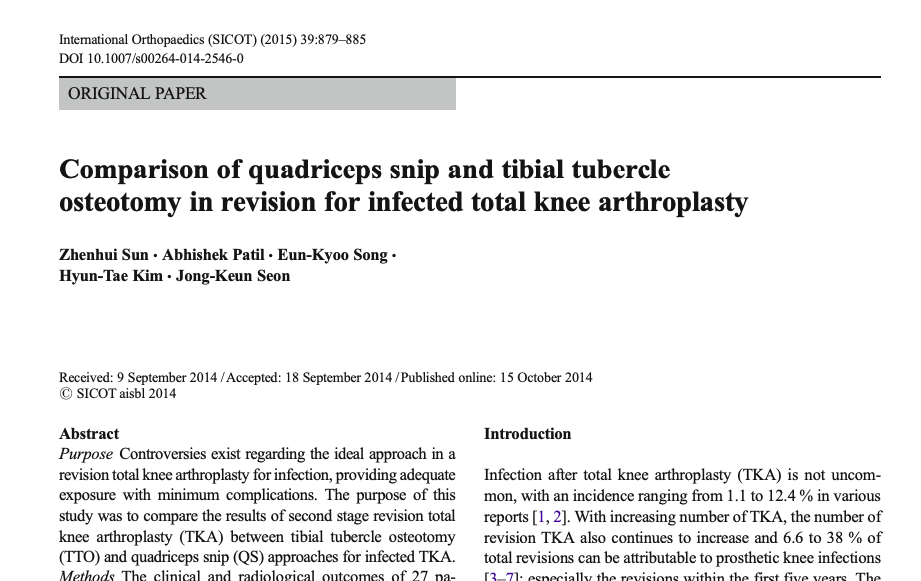 International Orthopaedics (SICOT) (2015) 39:879–885
DOI 10.1007/s00264-014-2546-0
ORIGINAL PAPER
Comparison of quadriceps snip and tibial tubercle
osteotomy in revision for infected total knee arthroplasty
Zhenhui Sun · Abhishek Patil · Eun-Kyoo Song ·
Hyun-Tae Kim · Jong-Keun Seon
Received: 9 September 2014 / Accepted: 18 September 2014 / Published online: 15 October 2014
© SICOT aisbl 2014
Abstract
Purpose Controversies exist regarding the ideal approach in a
revision total knee arthroplasty for infection, providing adequate
exposure with minimum complications. The purpose of this
study was to compare the results of second stage revision total
knee arthroplasty (TKA) between tibial tubercle osteotomy
(TTO) and quadriceps snip (QS) approaches for infected TKA.
Methods The clinical and radiological outcomes of 27 pa-
Introduction
Infection after total knee arthroplasty (TKA) is not uncom-
mon, with an incidence ranging from 1.1 to 12.4 % in various
reports [1, 2]. With increasing number of TKA, the number of
revision TKA also continues to increase and 6.6 to 38 % of
total revisions can be attributable to prosthetic knee infections
[3–7]; especially the revisions within the first five years. The